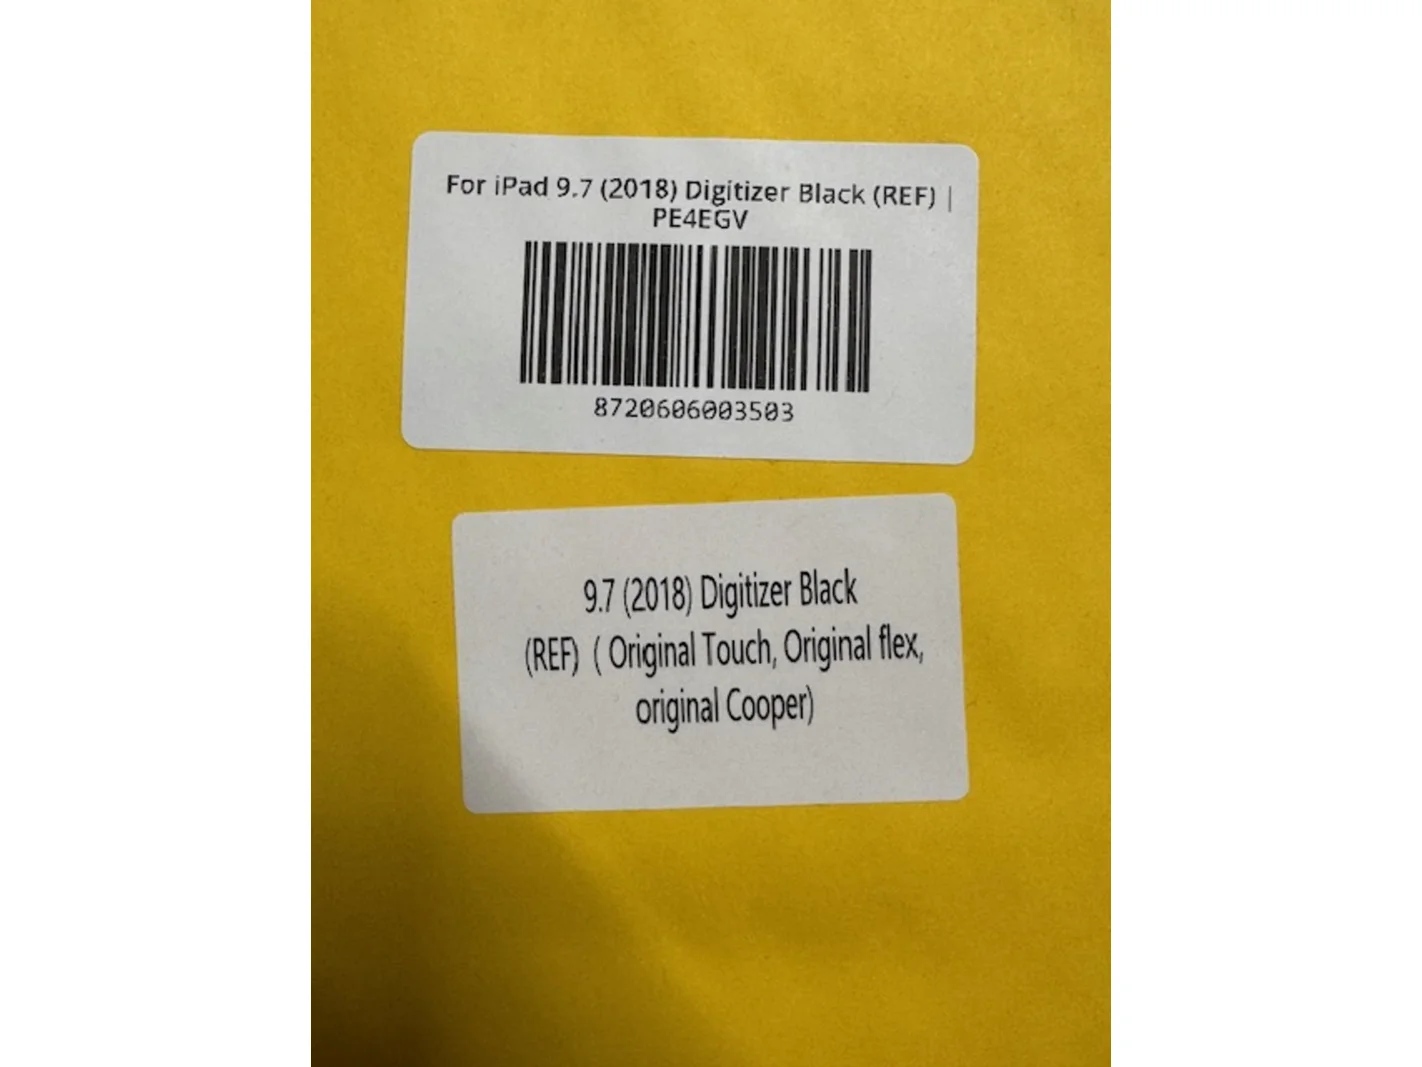 For iPad 9.7 (2018) Digitizer Black (REF) |
PE4EGV
8720606003503
9.7 (2018) Digitizer Black
(REF) ( Original Touch, Original flex,
original Cooper)